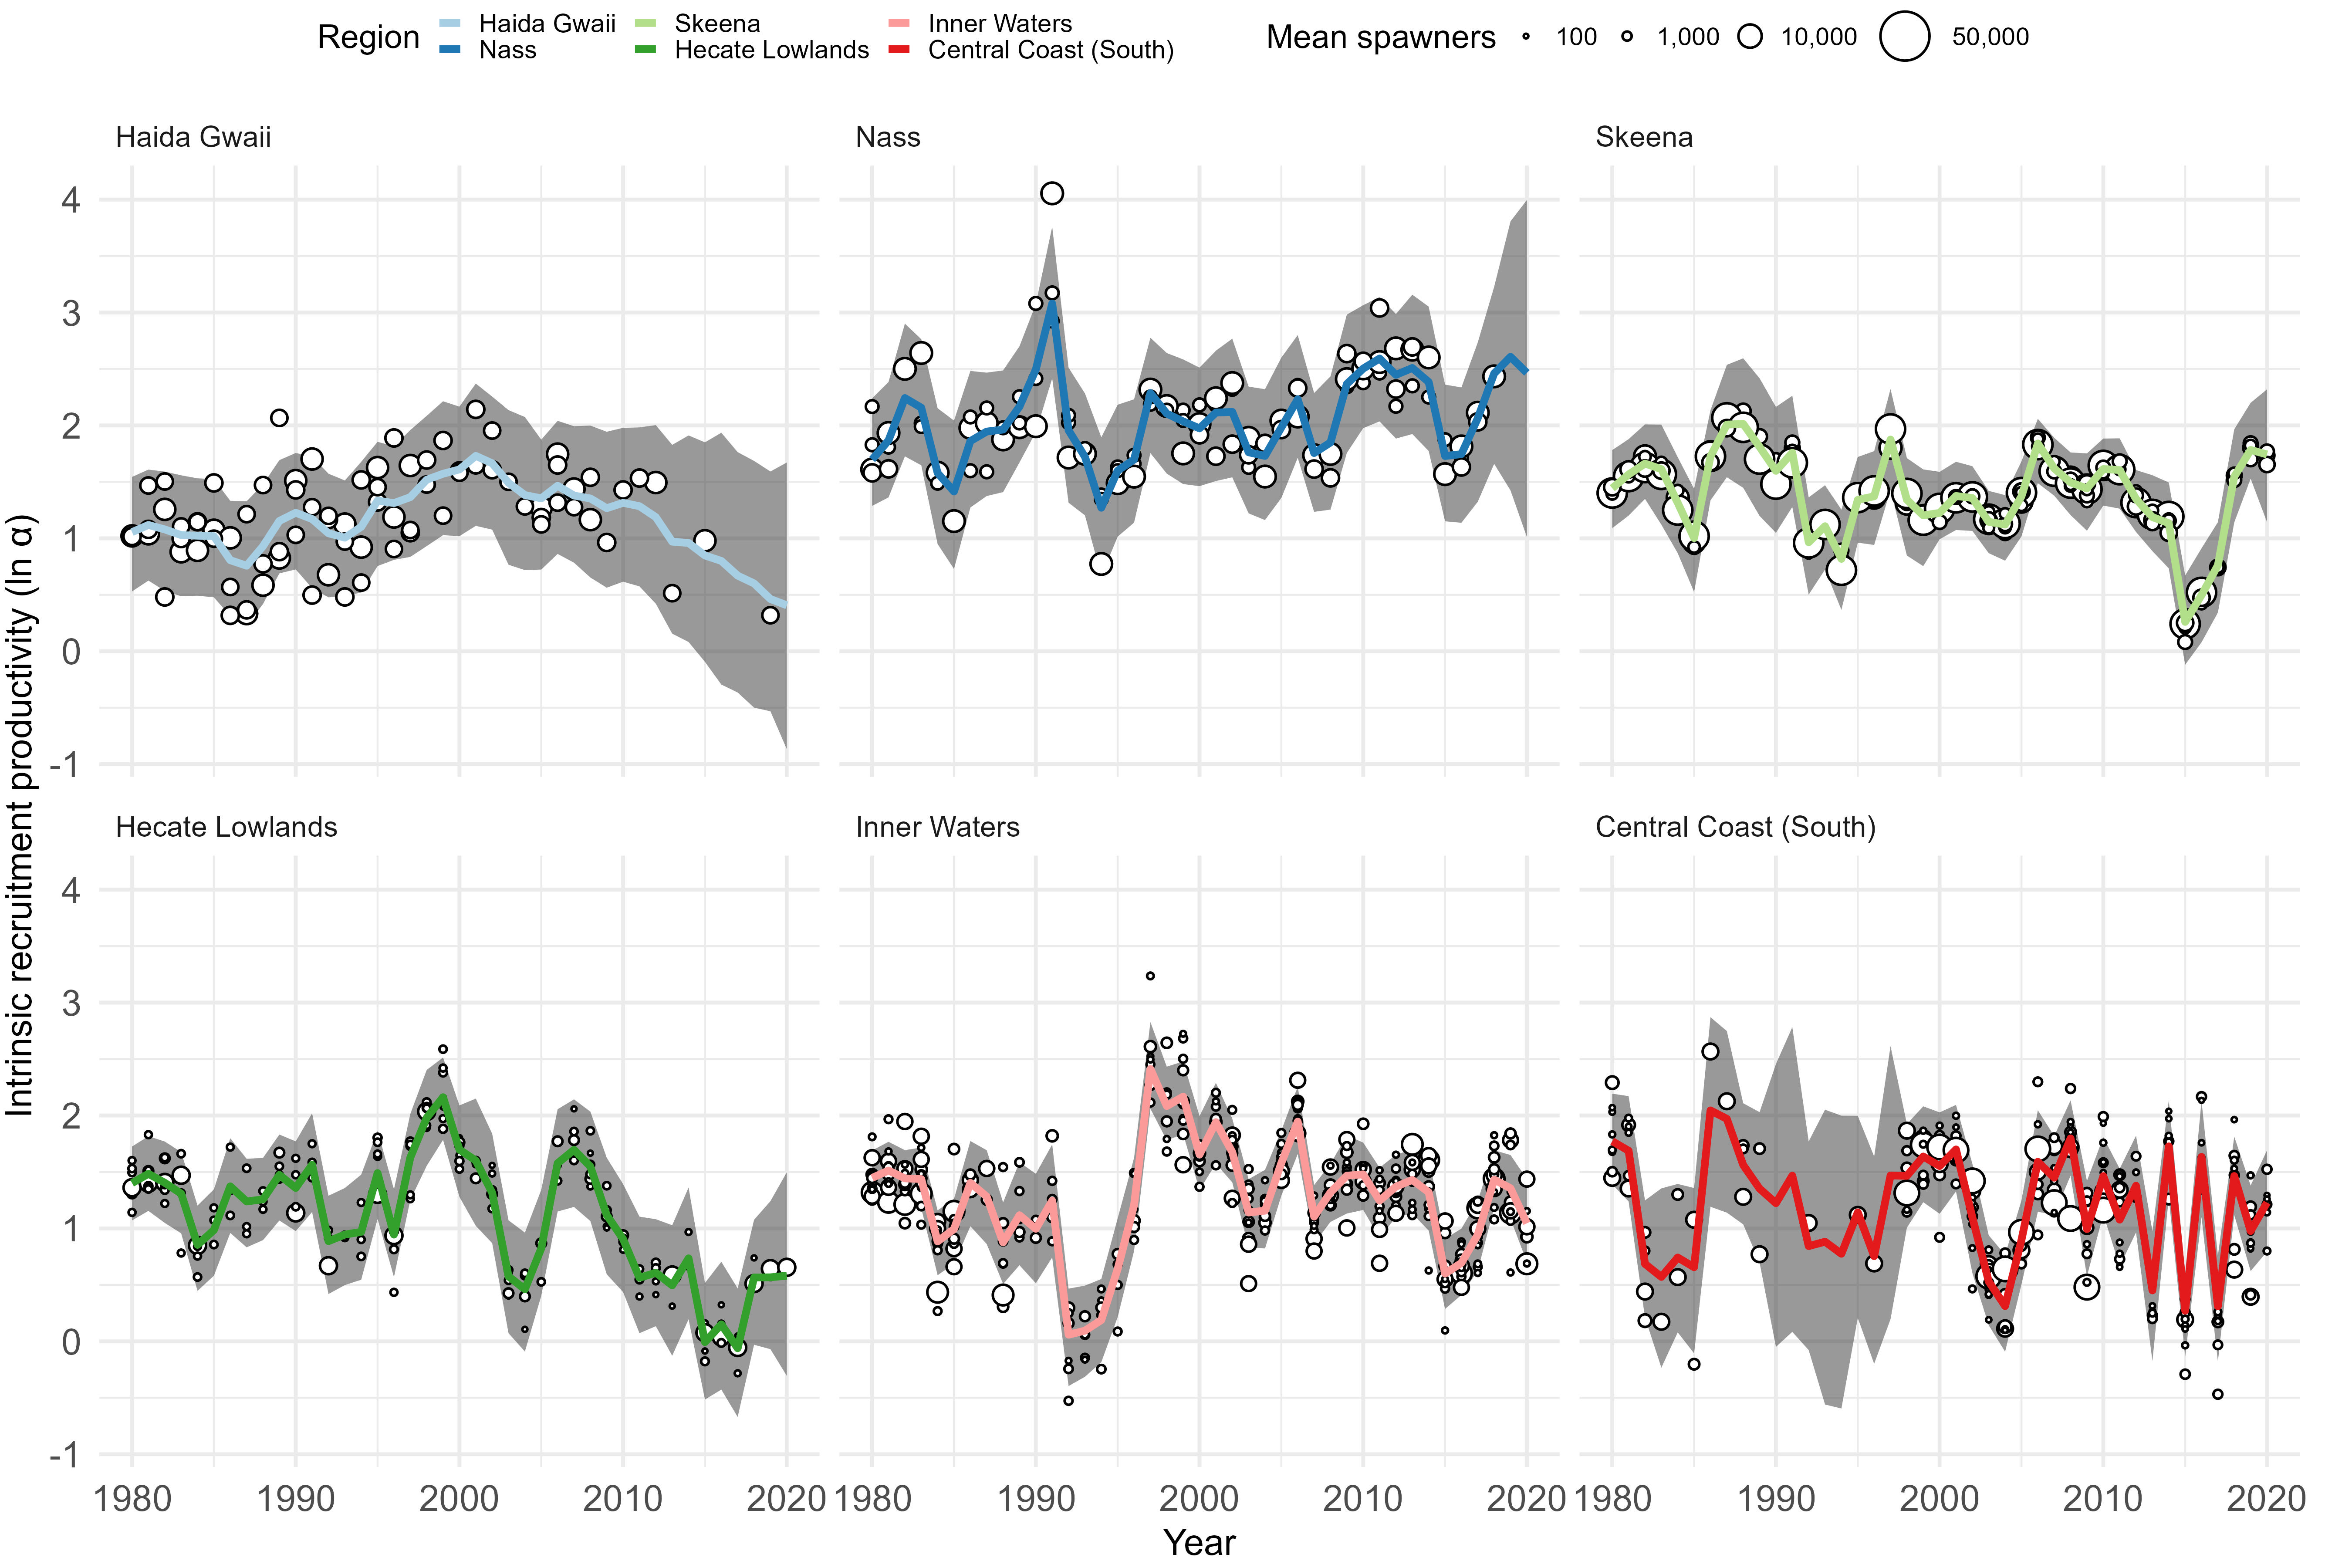 Region Haida Gwaii Skeena Inner Waters Mean spawners 100 1,000 10,000 50,000
Nass Hecate Lowlands Central Coast (South)
Haida Gwaii Nass Skeena
4
3
2
1
0
-1
Intrinsic recruitment productivity (ln α)
Hecate Lowlands Inner Waters Central Coast (South)
4
3
2
1
0
-1
1980 1990 2000 2010 2020 1980 1990 2000 2010 2020 1980 1990 2000 2010 2020
Year